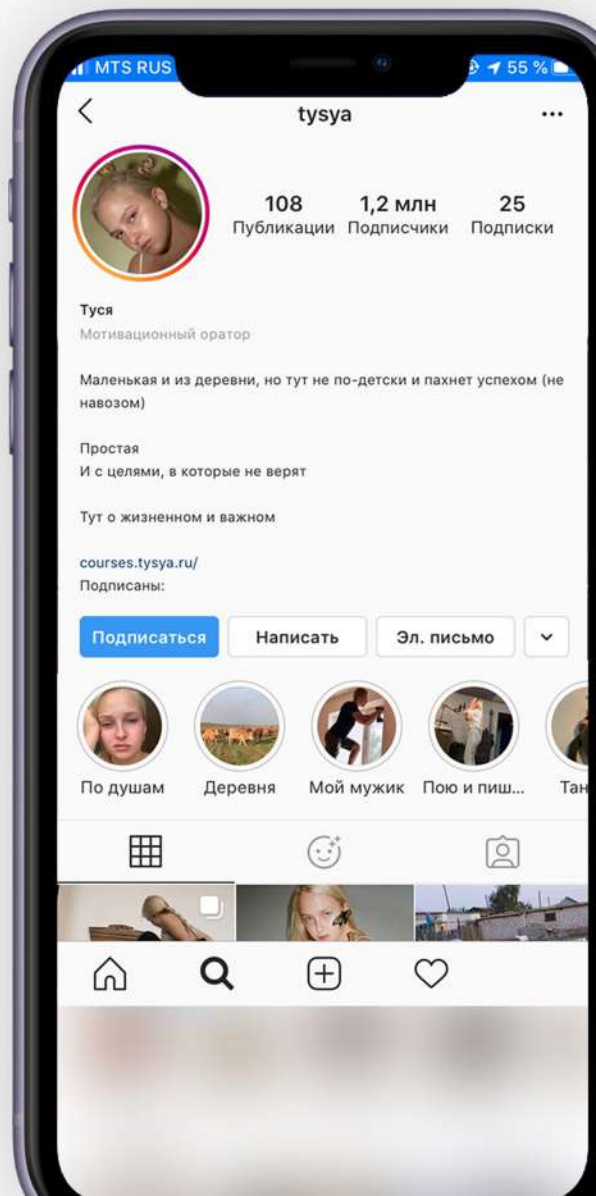 MTS RUS
55 %
tysya
108
1,2 млн
25
Публикации
Подписчики
Подписки
Туся
Мотивационный оратор
Маленькая и из деревни, но тут не по-детски и пахнет успехом (не
навозом)
Простая
И с целями, в которые не верят
Тут о жизненном и важном
courses.tysya.ru/
Подписаны:
Подписаться
Написать
Эл. письмо
По душам
Деревня
Мой мужик
Пою и пиш...
Тан